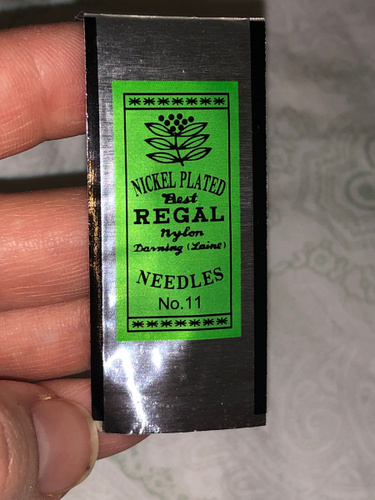 NICKEL PLATED
Best
REGAL
Nylon
Darning (Laine)
NEEDLES
No.11